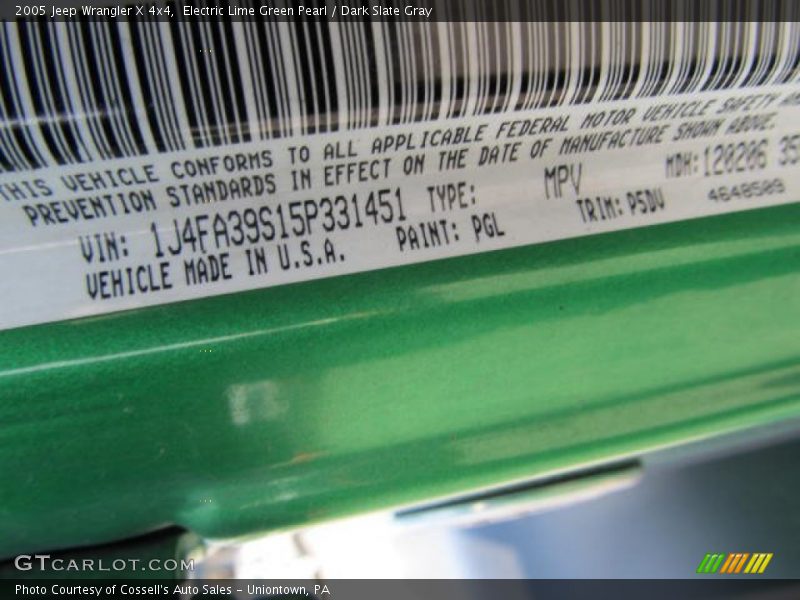 2005 Jeep Wrangler X 4x4, Electric Lime Green Pearl / Dark Slate Gray
THIS VEHICLE CONFORMS TO ALL APPLICABLE FEDERAL MOTOR VEHICLE SAFETY
PREVENTION STANDARDS IN EFFECT ON THE DATE OF MANUFACTURE SHOWN ABOVE.
VIN: 1J4FA39S15P331451 TYPE: MPV MDH: 120206 35
VEHICLE MADE IN U.S.A. PAINT: PGL TRIM: P5DV 4648509
GTCARLOT.COM
Photo Courtesy of Cossell's Auto Sales - Uniontown, PA